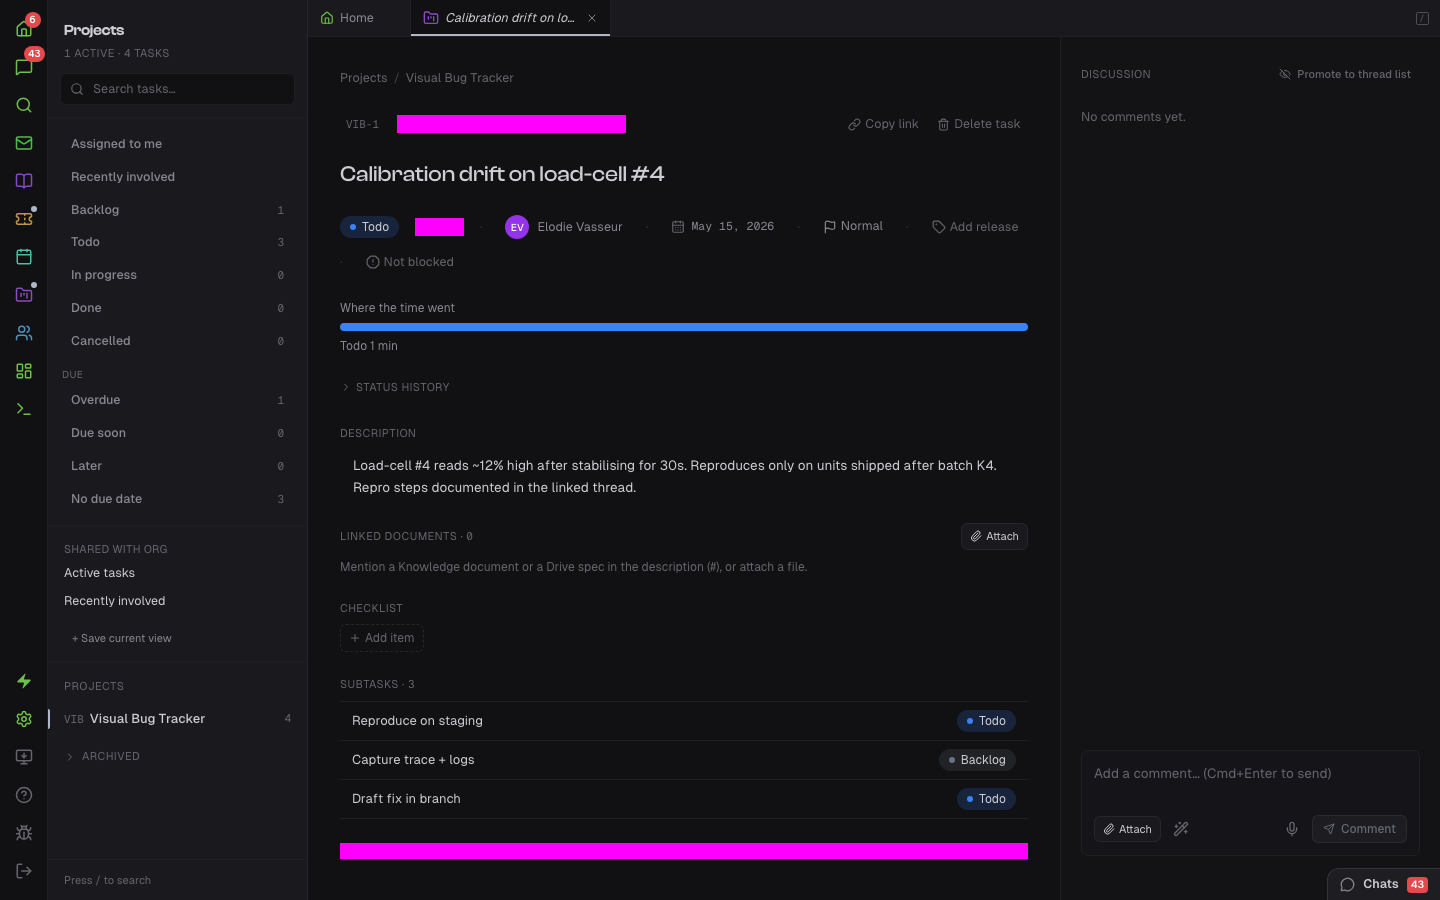 6
43
Projects
1 ACTIVE · 4 TASKS
Search tasks…
Assigned to me
Recently involved
Backlog 1
Todo 3
In progress 0
Done 0
Cancelled 0
DUE
Overdue 1
Due soon 0
Later 0
No due date 3
SHARED WITH ORG
Active tasks
Recently involved
+ Save current view
PROJECTS
VIB Visual Bug Tracker 4
ARCHIVED
Press / to search
Home
Calibration drift on lo…
/
Projects / Visual Bug Tracker
VIB-1
Copy link
Delete task
Calibration drift on load-cell #4
Todo · EV Elodie Vasseur · May 15, 2026 · Normal · Add release
· Not blocked
Where the time went
Todo 1 min
STATUS HISTORY
DESCRIPTION
Load-cell #4 reads ~12% high after stabilising for 30s. Reproduces only on units shipped after batch K4.
Repro steps documented in the linked thread.
LINKED DOCUMENTS · 0
Attach
Mention a Knowledge document or a Drive spec in the description (#), or attach a file.
CHECKLIST
+ Add item
SUBTASKS · 3
Reproduce on staging Todo
Capture trace + logs Backlog
Draft fix in branch Todo
DISCUSSION
Promote to thread list
No comments yet.
Add a comment… (Cmd+Enter to send)
Attach
Comment
Chats 43